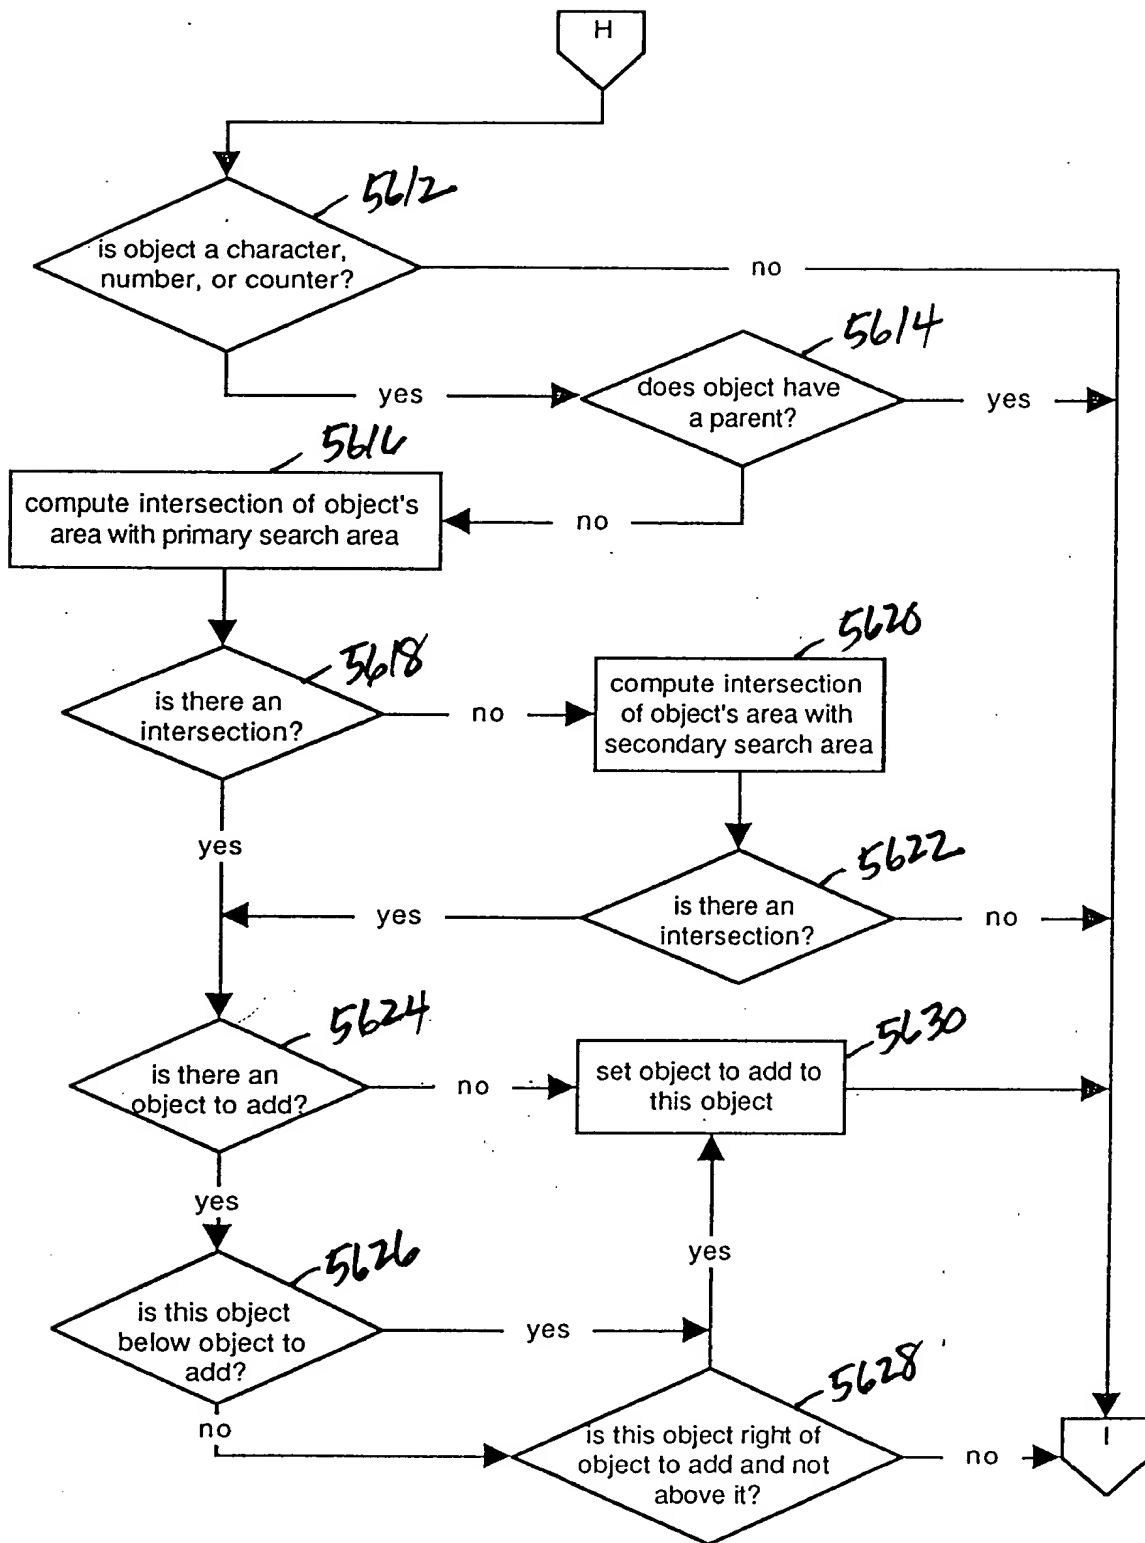 H
5612
is object a character,
number, or counter?
no
5614
does object have
a parent?
yes
yes
5616
compute intersection of object's
area with primary search area
no
5618
is there an
intersection?
no
5620
compute intersection
of object's area with
secondary search area
yes
5622
is there an
intersection?
yes
no
5624
is there an
object to add?
no
5630
set object to add to
this object
yes
5626
is this object
below object to
add?
yes
yes
no
5628
is this object right of
object to add and not
above it?
no
I